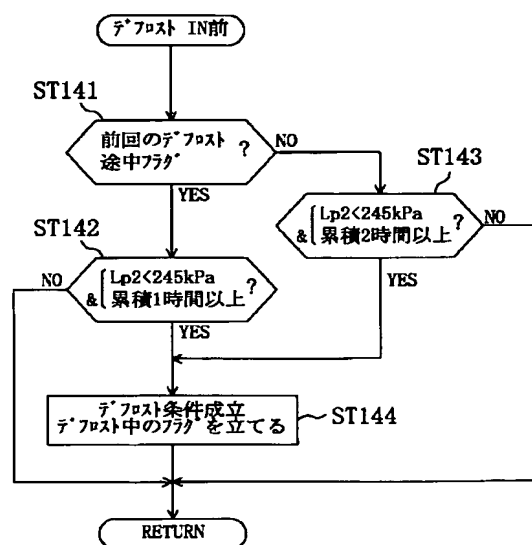 デフロスト IN前
ST141
前回のデフロスト
途中フラグ ?
NO
YES
ST143
Lp2<245kPa
& { 累積2時間以上 ?
NO
YES
ST142
NO
Lp2<245kPa
& { 累積1時間以上 ?
YES
デフロスト条件成立
デフロスト中のフラグを立てる
ST144
RETURN